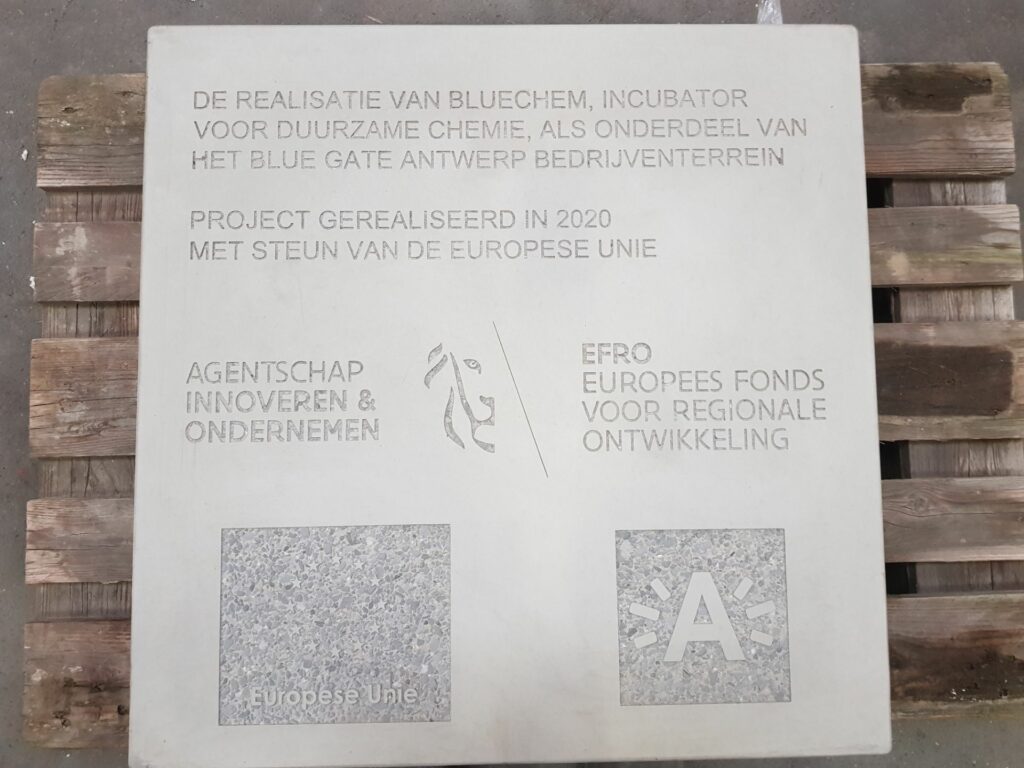 DE REALISATIE VAN BLUECHEM, INCUBATOR
VOOR DUURZAME CHEMIE, ALS ONDERDEEL VAN
HET BLUE GATE ANTWERP BEDRIJVENTERREIN
PROJECT GEREALISEERD IN 2020
MET STEUN VAN DE EUROPESE UNIE
AGENTSCHAP
INNOVEREN &
ONDERNEMEN
EFRO
EUROPEES FONDS
VOOR REGIONALE
ONTWIKKELING
Europese Unie
A